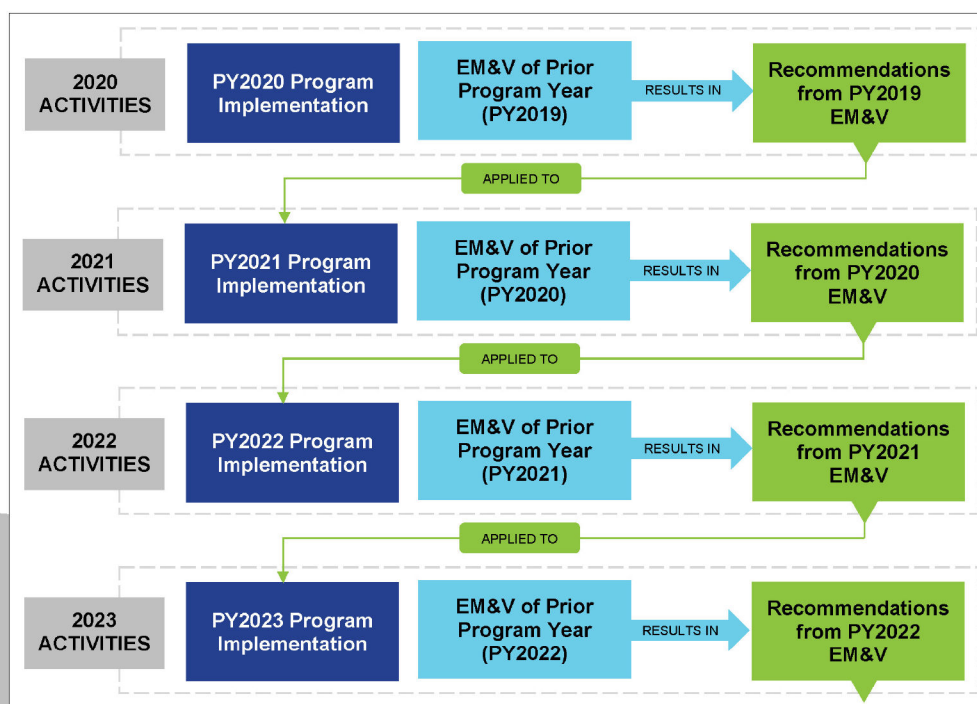 2020
ACTIVITIES
PY2020 Program
Implementation
EM&V of Prior
Program Year
(PY2019)
RESULTS IN
Recommendations
from PY2019
EM&V
APPLIED TO
2021
ACTIVITIES
PY2021 Program
Implementation
EM&V of Prior
Program Year
(PY2020)
RESULTS IN
Recommendations
from PY2020
EM&V
APPLIED TO
2022
ACTIVITIES
PY2022 Program
Implementation
EM&V of Prior
Program Year
(PY2021)
RESULTS IN
Recommendations
from PY2021
EM&V
APPLIED TO
2023
ACTIVITIES
PY2023 Program
Implementation
EM&V of Prior
Program Year
(PY2022)
RESULTS IN
Recommendations
from PY2022
EM&V